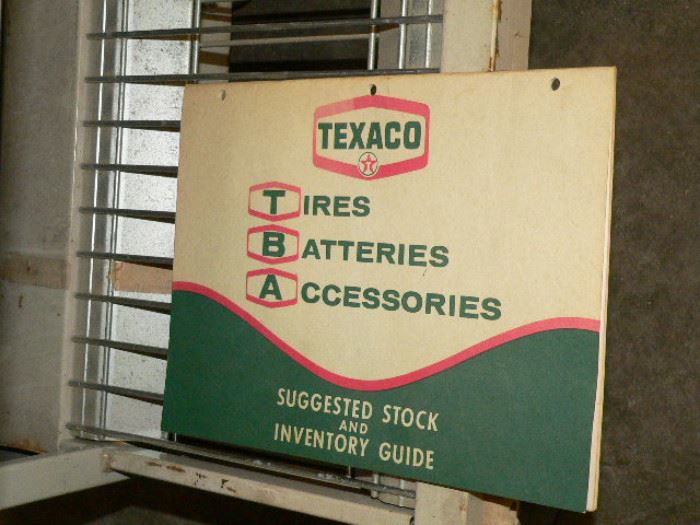 TEXACO
T
TIRES
BATTERIES
ACCESSORIES
SUGGESTED STOCK
AND
INVENTORY GUIDE